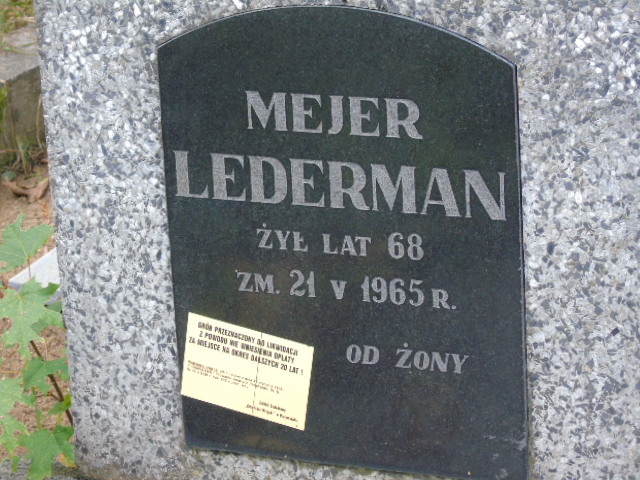 MEJER
LEDERMAN
ŻYŁ LAT 68
ZM. 21 V 1965 R.
OD ŻONY
GRÓB PRZEZNACZONY DO LIKWIDACJI
Z POWODU NIE WNIESIENIA OPŁATY
ZA MIEJSCE NA OKRES DALSZYCH 20 LAT !